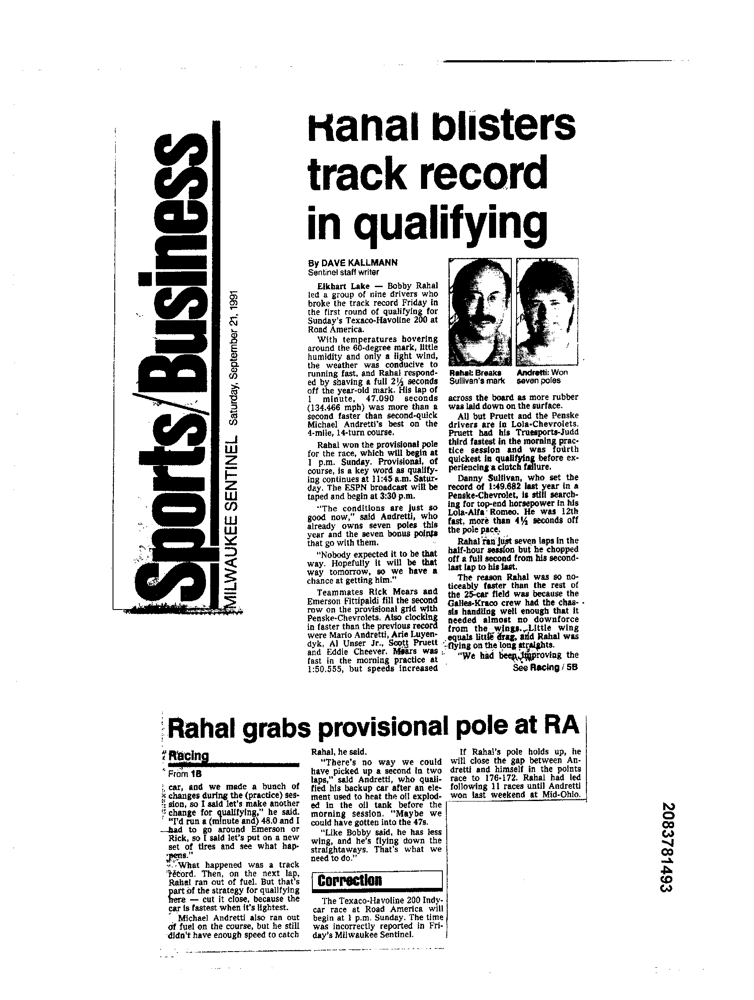 Sports/Business
MILWAUKEE SENTINEL Saturday, September 21, 1991
Rahal blisters
track record
in qualifying
By DAVE KALLMANN
Sentinel staff writer
Elkhart Lake — Bobby Rahal
led a group of nine drivers who
broke the track record Friday in
the first round of qualifying for
Sunday's Texaco-Havoline 200 at
Road America.
With temperatures hovering
around the 60-degree mark, little
humidity and only a light wind,
the weather was conducive to
running fast, and Rahal respond-
ed by shaving a full 2½ seconds
off the year-old mark. His lap of
1 minute, 47.090 seconds
(134.466 mph) was more than a
second faster than second-quick
Michael Andretti's best on the
4-mile, 14-turn course.
Rahal won the provisional pole
for the race, which will begin at
1 p.m. Sunday. Provisional, of
course, is a key word as qualify-
ing continues at 11:45 a.m. Satur-
day. The ESPN broadcast will be
taped and begin at 3:30 p.m.
"The conditions are just so
good now," said Andretti, who
already owns seven poles this
year and the seven bonus points
that go with them.
"Nobody expected it to be that
way. Hopefully it will be that
way tomorrow, so we have a
chance at getting him."
Teammates Rick Mears and
Emerson Fittipaldi fill the second
row on the provisional grid with
Penske-Chevrolets. Also clocking
in faster than the previous record
were Mario Andretti, Arie Luyen-
dyk, Al Unser Jr., Scott Pruett
and Eddie Cheever. Mears was
fast in the morning practice at
1:50.555, but speeds increased
Rahal: Breaks
Sullivan's mark
Andretti: Won
seven poles
across the board as more rubber
was laid down on the surface.
All but Pruett and the Penske
drivers are in Lola-Chevrolets.
Pruett had his Truesports-Judd
third fastest in the morning prac-
tice session and was fourth
quickest in qualifying before ex-
periencing a clutch failure.
Danny Sullivan, who set the
record of 1:49.682 last year in a
Penske-Chevrolet, is still search-
ing for top-end horsepower in his
Lola-Alfa Romeo. He was 12th
fast, more than 4½ seconds off
the pole pace.
Rahal ran just seven laps in the
half-hour session but he chopped
off a full second from his second-
last lap to his last.
The reason Rahal was so no-
ticeably faster than the rest of
the 25-car field was because the
Galles-Kraco crew had the chas-
sis handling well enough that it
needed almost no downforce
from the wings. Little wing
equals little drag, and Rahal was
flying on the long straights.
"We had been improving the
See Racing / 5B
Rahal grabs provisional pole at RA
Racing
From 1B
car, and we made a bunch of
changes during the (practice) ses-
sion, so I said let's make another
change for qualifying," he said.
"I'd run a (minute and) 48.0 and I
had to go around Emerson or
Rick, so I said let's put on a new
set of tires and see what hap-
pens."
What happened was a track
record. Then, on the next lap,
Rahal ran out of fuel. But that's
part of the strategy for qualifying
here — cut it close, because the
car is fastest when it's lightest.
Michael Andretti also ran out
of fuel on the course, but he still
didn't have enough speed to catch
Rahal, he said.
"There's no way we could
have picked up a second in two
laps," said Andretti, who quali-
fied his backup car after an ele-
ment used to heat the oil explod-
ed in the oil tank before the
morning session. "Maybe we
could have gotten into the 47s.
"Like Bobby said, he has less
wing, and he's flying down the
straightaways. That's what we
need to do."
If Rahal's pole holds up, he
will close the gap between An-
dretti and himself in the points
race to 176-172. Rahal had led
following 11 races until Andretti
won last weekend at Mid-Ohio.
Correction
The Texaco-Havoline 200 Indy-
car race at Road America will
begin at 1 p.m. Sunday. The time
was incorrectly reported in Fri-
day's Milwaukee Sentinel.
2083781493